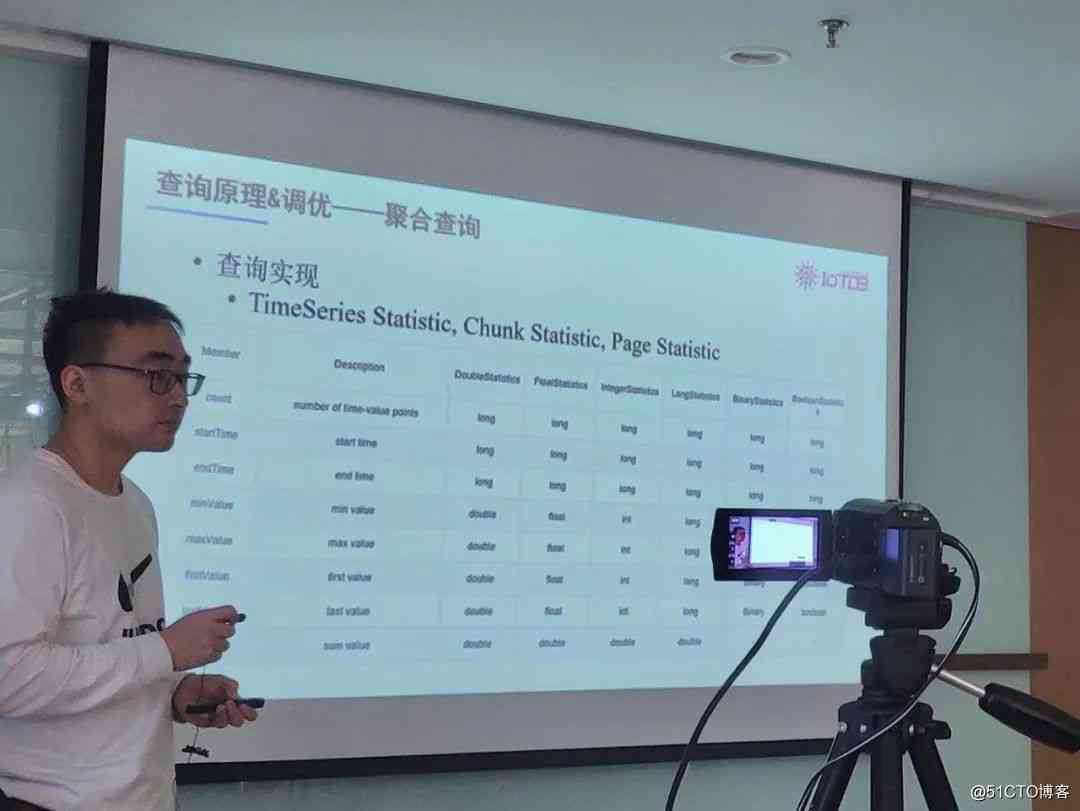 查询原理&调优——聚合查询
IoTDB
• 查询实现
• TimeSeries Statistic, Chunk Statistic, Page Statistic
Member Description DoubleStatistics FloatStatistics IntegerStatistics LongStatistics BinaryStatistics BooleanStatistics
count number of time-value points long long long long long long
startTime start time long long long long long long
endTime end time long long long long long long
minValue min value double float int long
maxValue max value double float int long
firstValue first value double float int long Binary
last value double float int long Binary boolean
sum value double double double double
@51CTO博客